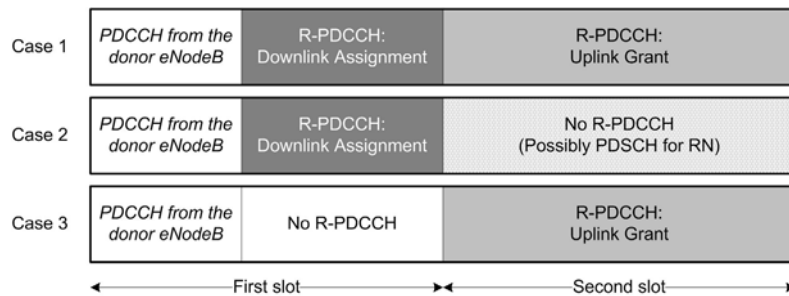 Case 1
PDCCH from the
donor eNodeB
R-PDCCH:
Downlink Assignment
R-PDCCH:
Uplink Grant
Case 2
PDCCH from the
donor eNodeB
R-PDCCH:
Downlink Assignment
No R-PDCCH
(Possibly PDSCH for RN)
Case 3
PDCCH from the
donor eNodeB
No R-PDCCH
R-PDCCH:
Uplink Grant
First slot
Second slot